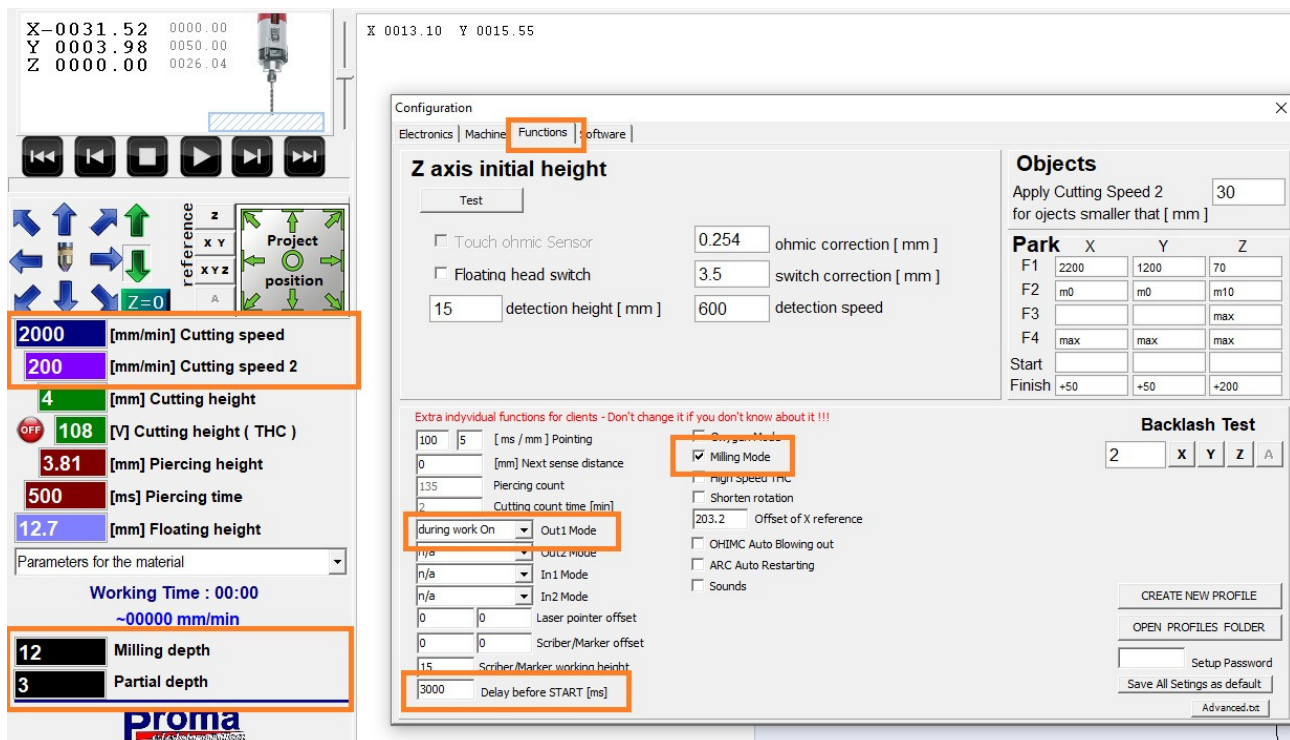 X-0031.52 0000.00
Y 0003.98 0050.00
Z 0000.00 0026.04
X 0013.10 Y 0015.55
reference
Z
X Y
X Y Z
A
Project
position
Z=0
2000 [mm/min] Cutting speed
200 [mm/min] Cutting speed 2
4 [mm] Cutting height
OFF 108 [V] Cutting height ( THC )
3.81 [mm] Piercing height
500 [ms] Piercing time
12.7 [mm] Floating height
Parameters for the material
Working Time : 00:00
~00000 mm/min
12 Milling depth
3 Partial depth
proma
Configuration
Electronics Machine Functions Software
Z axis initial height
Test
Touch ohmic Sensor 0.254 ohmic correction [ mm ]
Floating head switch 3.5 switch correction [ mm ]
15 detection height [ mm ] 600 detection speed
Objects
Apply Cutting Speed 2 30
for ojects smaller that [ mm ]
Park X Y Z
F1 2200 1200 70
F2 m0 m0 m10
F3 max
F4 max max max
Start
Finish +50 +50 +200
Extra indyvidual functions for clients - Don't change it if you don't know about it !!!
100 5 [ ms / mm ] Pointing
0 [mm] Next sense distance
135 Piercing count
2 Cutting count time [min]
during work On Out1 Mode
n/a Out2 Mode
n/a In1 Mode
n/a In2 Mode
0 0 Laser pointer offset
0 0 Scriber/Marker offset
15 Scriber/Marker working height
3000 Delay before START [ms]
Oxygen Mode
Milling Mode
High Speed THC
Shorten rotation
203.2 Offset of X reference
OHIMC Auto Blowing out
ARC Auto Restarting
Sounds
Backlash Test
2 X Y Z A
CREATE NEW PROFILE
OPEN PROFILES FOLDER
Setup Password
Save All Setings as default
Advanced.txt